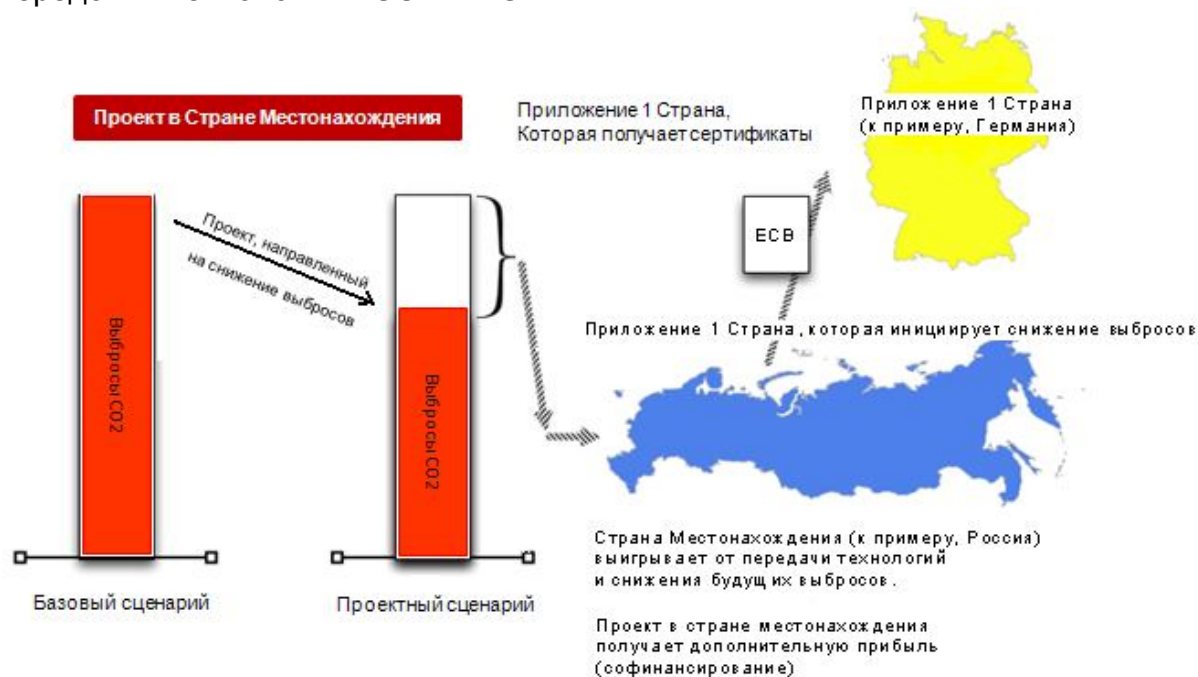 Проект в Стране Местонахождения
Приложение 1 Страна,
Которая получает сертификаты
Приложение 1 Страна
(к примеру, Германия)
Проект, направленный
на снижение выбросов
ЕСВ
Выбросы СО2
Выбросы СО2
Приложение 1 Страна, которая инициирует снижение выбросов
Базовый сценарий
Проектный сценарий
Страна Местонахождения (к примеру, Россия)
выигрывает от передачи технологий
и снижения будущих выбросов.
Проект в стране местонахождения
получает дополнительную прибыль
(софинансирование)